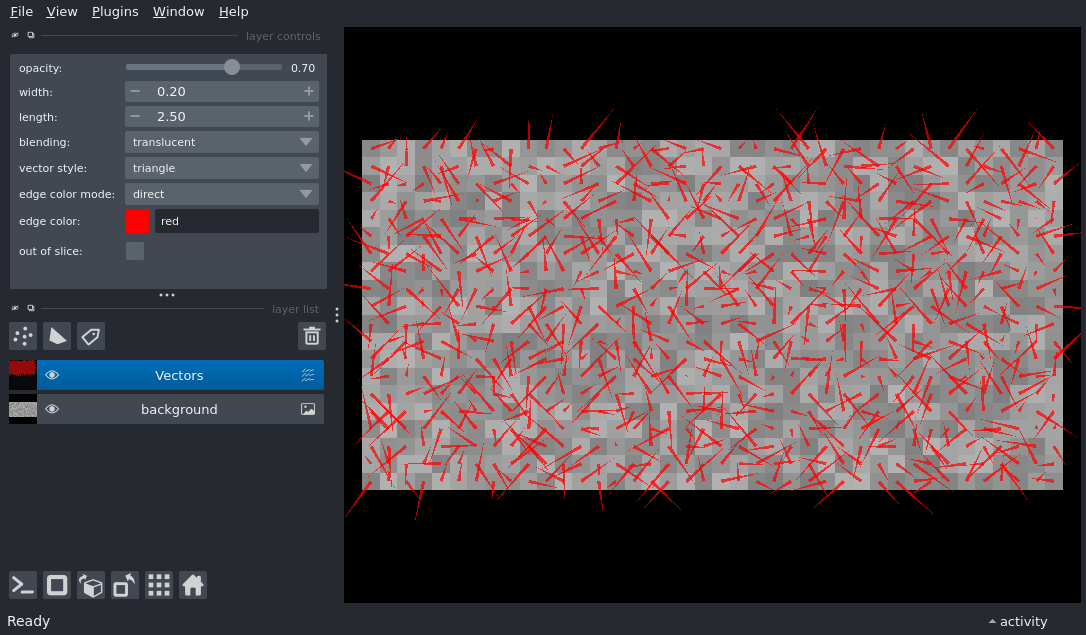 File View Plugins Window Help
layer controls
opacity: 0.70
width: − 0.20 +
length: − 2.50 +
blending: translucent
vector style: triangle
edge color mode: direct
edge color: red
out of slice:
layer list
Vectors
background
Ready
activity